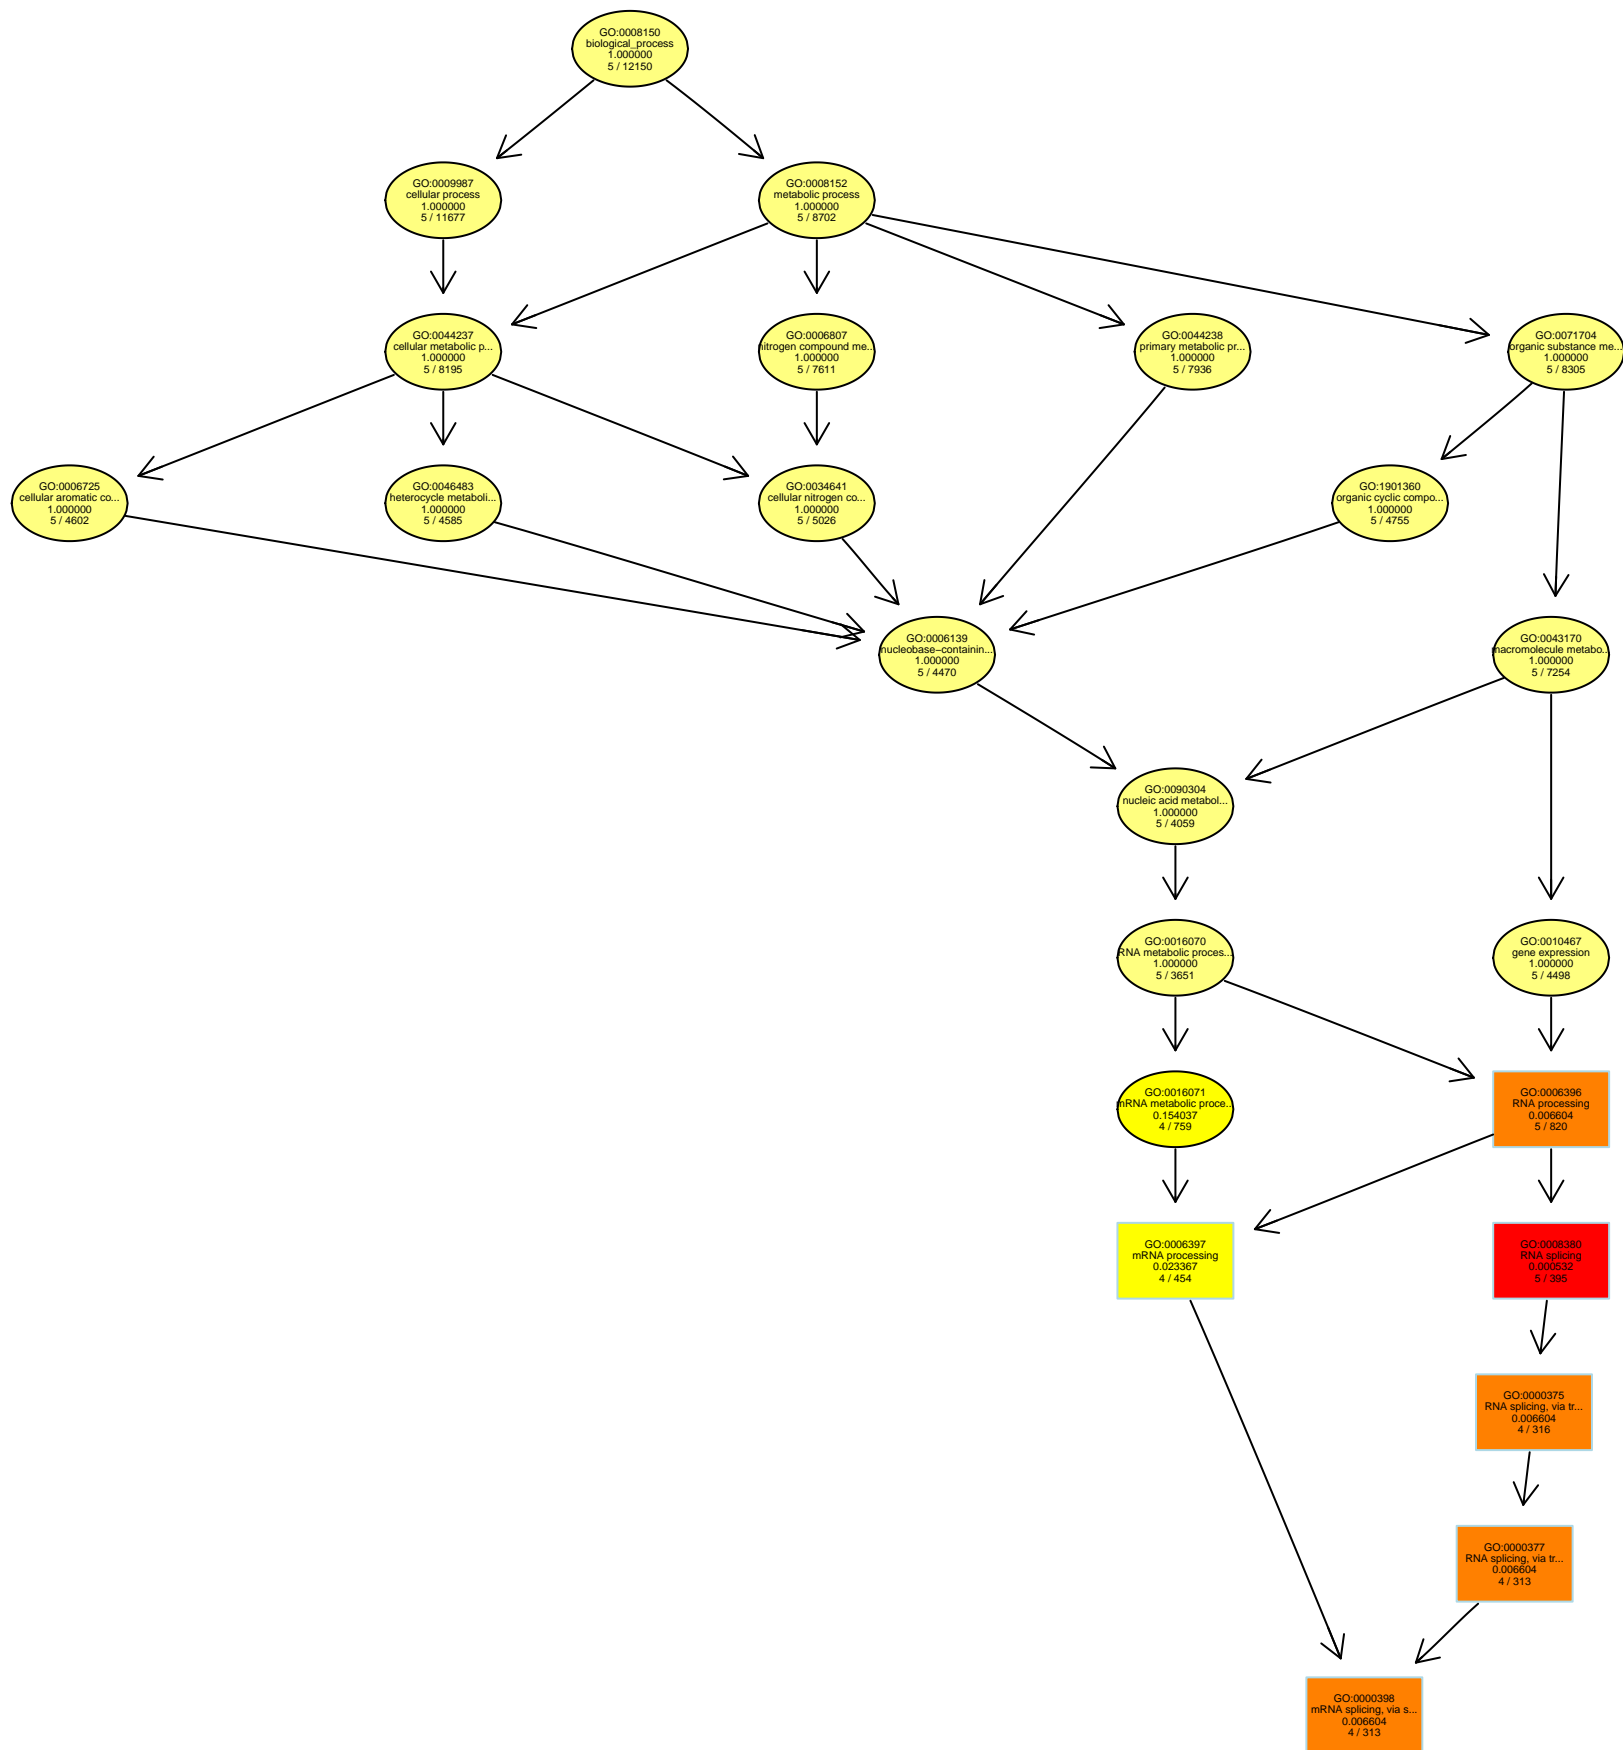 GO:0008150
biological_process
1.000000
5 / 12150
GO:0009987
cellular process
1.000000
5 / 11677
GO:0008152
metabolic process
1.000000
5 / 8702
GO:0044237
cellular metabolic p...
1.000000
5 / 8195
GO:0006807
nitrogen compound me...
1.000000
5 / 7611
GO:0044238
primary metabolic pr...
1.000000
5 / 7936
GO:0071704
organic substance me...
1.000000
5 / 8305
GO:0006725
cellular aromatic co...
1.000000
5 / 4602
GO:0046483
heterocycle metaboli...
1.000000
5 / 4585
GO:0034641
cellular nitrogen co...
1.000000
5 / 5026
GO:1901360
organic cyclic compo...
1.000000
5 / 4755
GO:0006139
nucleobase−containin...
1.000000
5 / 4470
GO:0043170
macromolecule metabo...
1.000000
5 / 7254
GO:0090304
nucleic acid metabol...
1.000000
5 / 4059
GO:0016070
RNA metabolic proces...
1.000000
5 / 3651
GO:0010467
gene expression
1.000000
5 / 4498
GO:0016071
mRNA metabolic proce...
0.154037
4 / 759
GO:0006396
RNA processing
0.006604
5 / 820
GO:0006397
mRNA processing
0.023367
4 / 454
GO:0008380
RNA splicing
0.000532
5 / 395
GO:0000375
RNA splicing, via tr...
0.006604
4 / 316
GO:0000377
RNA splicing, via tr...
0.006604
4 / 313
GO:0000398
mRNA splicing, via s...
0.006604
4 / 313